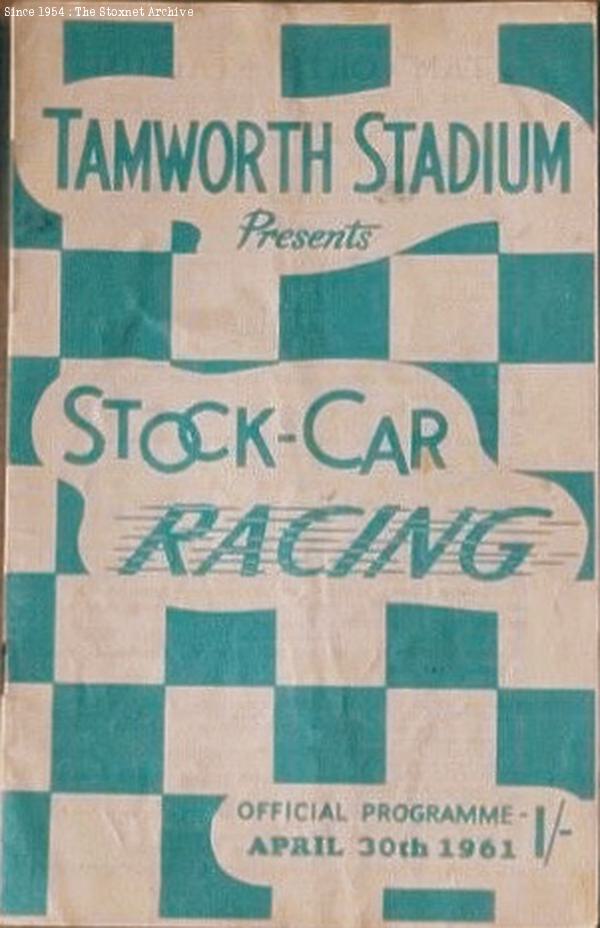 Since 1954 : The Stoxnet Archive
TAMWORTH STADIUM
Presents
STOCK-CAR
RACING
OFFICIAL PROGRAMME - 1/-
APRIL 30th 1961